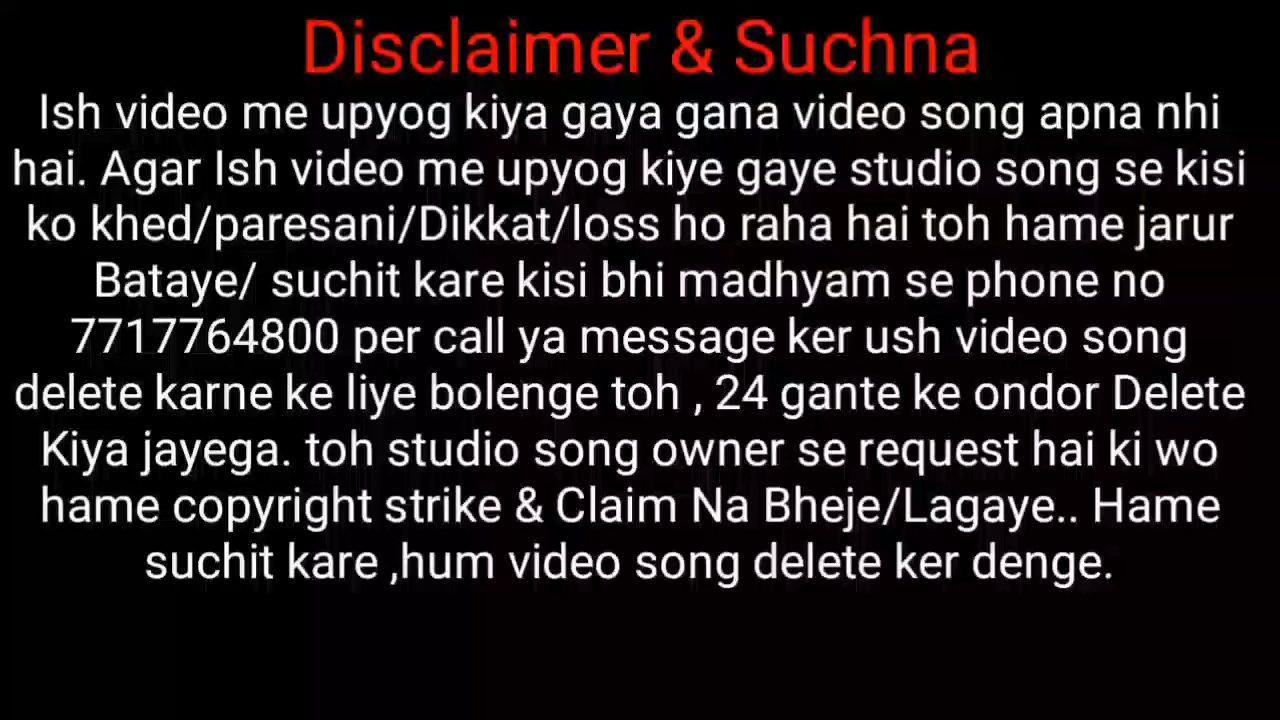 Disclaimer & Suchna
Ish video me upyog kiya gaya gana video song apna nhi
hai. Agar Ish video me upyog kiye gaye studio song se kisi
ko khed/paresani/Dikkat/loss ho raha hai toh hame jarur
Bataye/ suchit kare kisi bhi madhyam se phone no
7717764800 per call ya message ker ush video song
delete karne ke liye bolenge toh , 24 gante ke ondor Delete
Kiya jayega. toh studio song owner se request hai ki wo
hame copyright strike & Claim Na Bheje/Lagaye.. Hame
suchit kare ,hum video song delete ker denge.